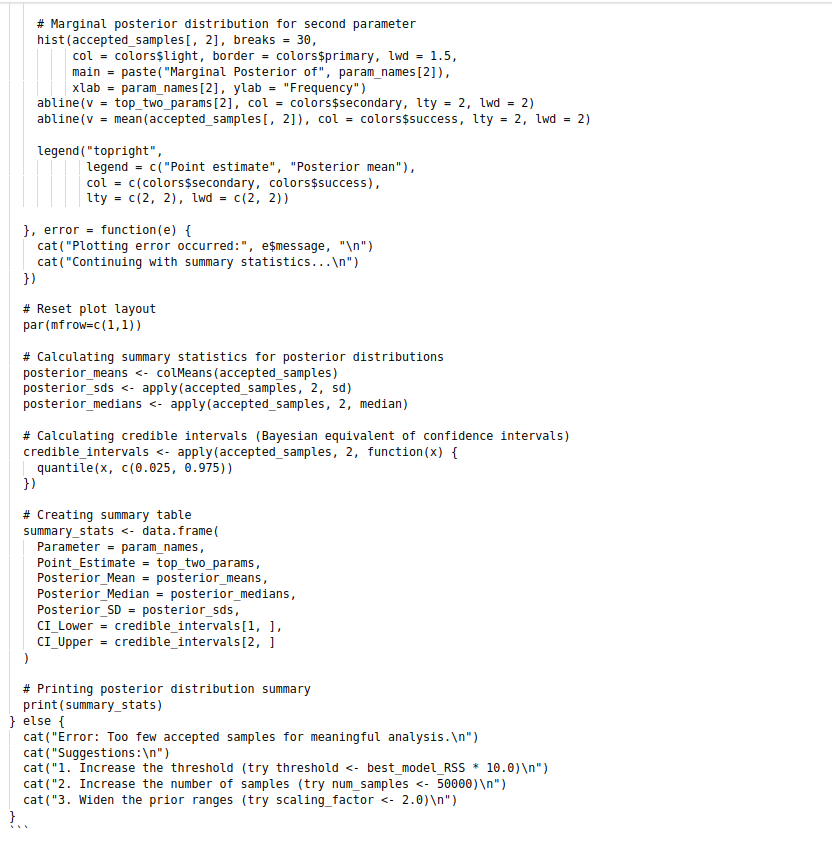 # Marginal posterior distribution for second parameter
hist(accepted_samples[, 2], breaks = 30,
col = colors$light, border = colors$primary, lwd = 1.5,
main = paste("Marginal Posterior of", param_names[2]),
xlab = param_names[2], ylab = "Frequency")
abline(v = top_two_params[2], col = colors$secondary, lty = 2, lwd = 2)
abline(v = mean(accepted_samples[, 2]), col = colors$success, lty = 2, lwd = 2)
legend("topright",
legend = c("Point estimate", "Posterior mean"),
col = c(colors$secondary, colors$success),
lty = c(2, 2), lwd = c(2, 2))
}, error = function(e) {
cat("Plotting error occurred:", e$message, "\n")
cat("Continuing with summary statistics...\n")
})
# Reset plot layout
par(mfrow=c(1,1))
# Calculating summary statistics for posterior distributions
posterior_means <- colMeans(accepted_samples)
posterior_sds <- apply(accepted_samples, 2, sd)
posterior_medians <- apply(accepted_samples, 2, median)
# Calculating credible intervals (Bayesian equivalent of confidence intervals)
credible_intervals <- apply(accepted_samples, 2, function(x) {
quantile(x, c(0.025, 0.975))
})
# Creating summary table
summary_stats <- data.frame(
Parameter = param_names,
Point_Estimate = top_two_params,
Posterior_Mean = posterior_means,
Posterior_Median = posterior_medians,
Posterior_SD = posterior_sds,
CI_Lower = credible_intervals[1, ],
CI_Upper = credible_intervals[2, ]
)
# Printing posterior distribution summary
print(summary_stats)
} else {
cat("Error: Too few accepted samples for meaningful analysis.\n")
cat("Suggestions:\n")
cat("1. Increase the threshold (try threshold <- best_model_RSS * 10.0)\n")
cat("2. Increase the number of samples (try num_samples <- 50000)\n")
cat("3. Widen the prior ranges (try scaling_factor <- 2.0)\n")
}
```